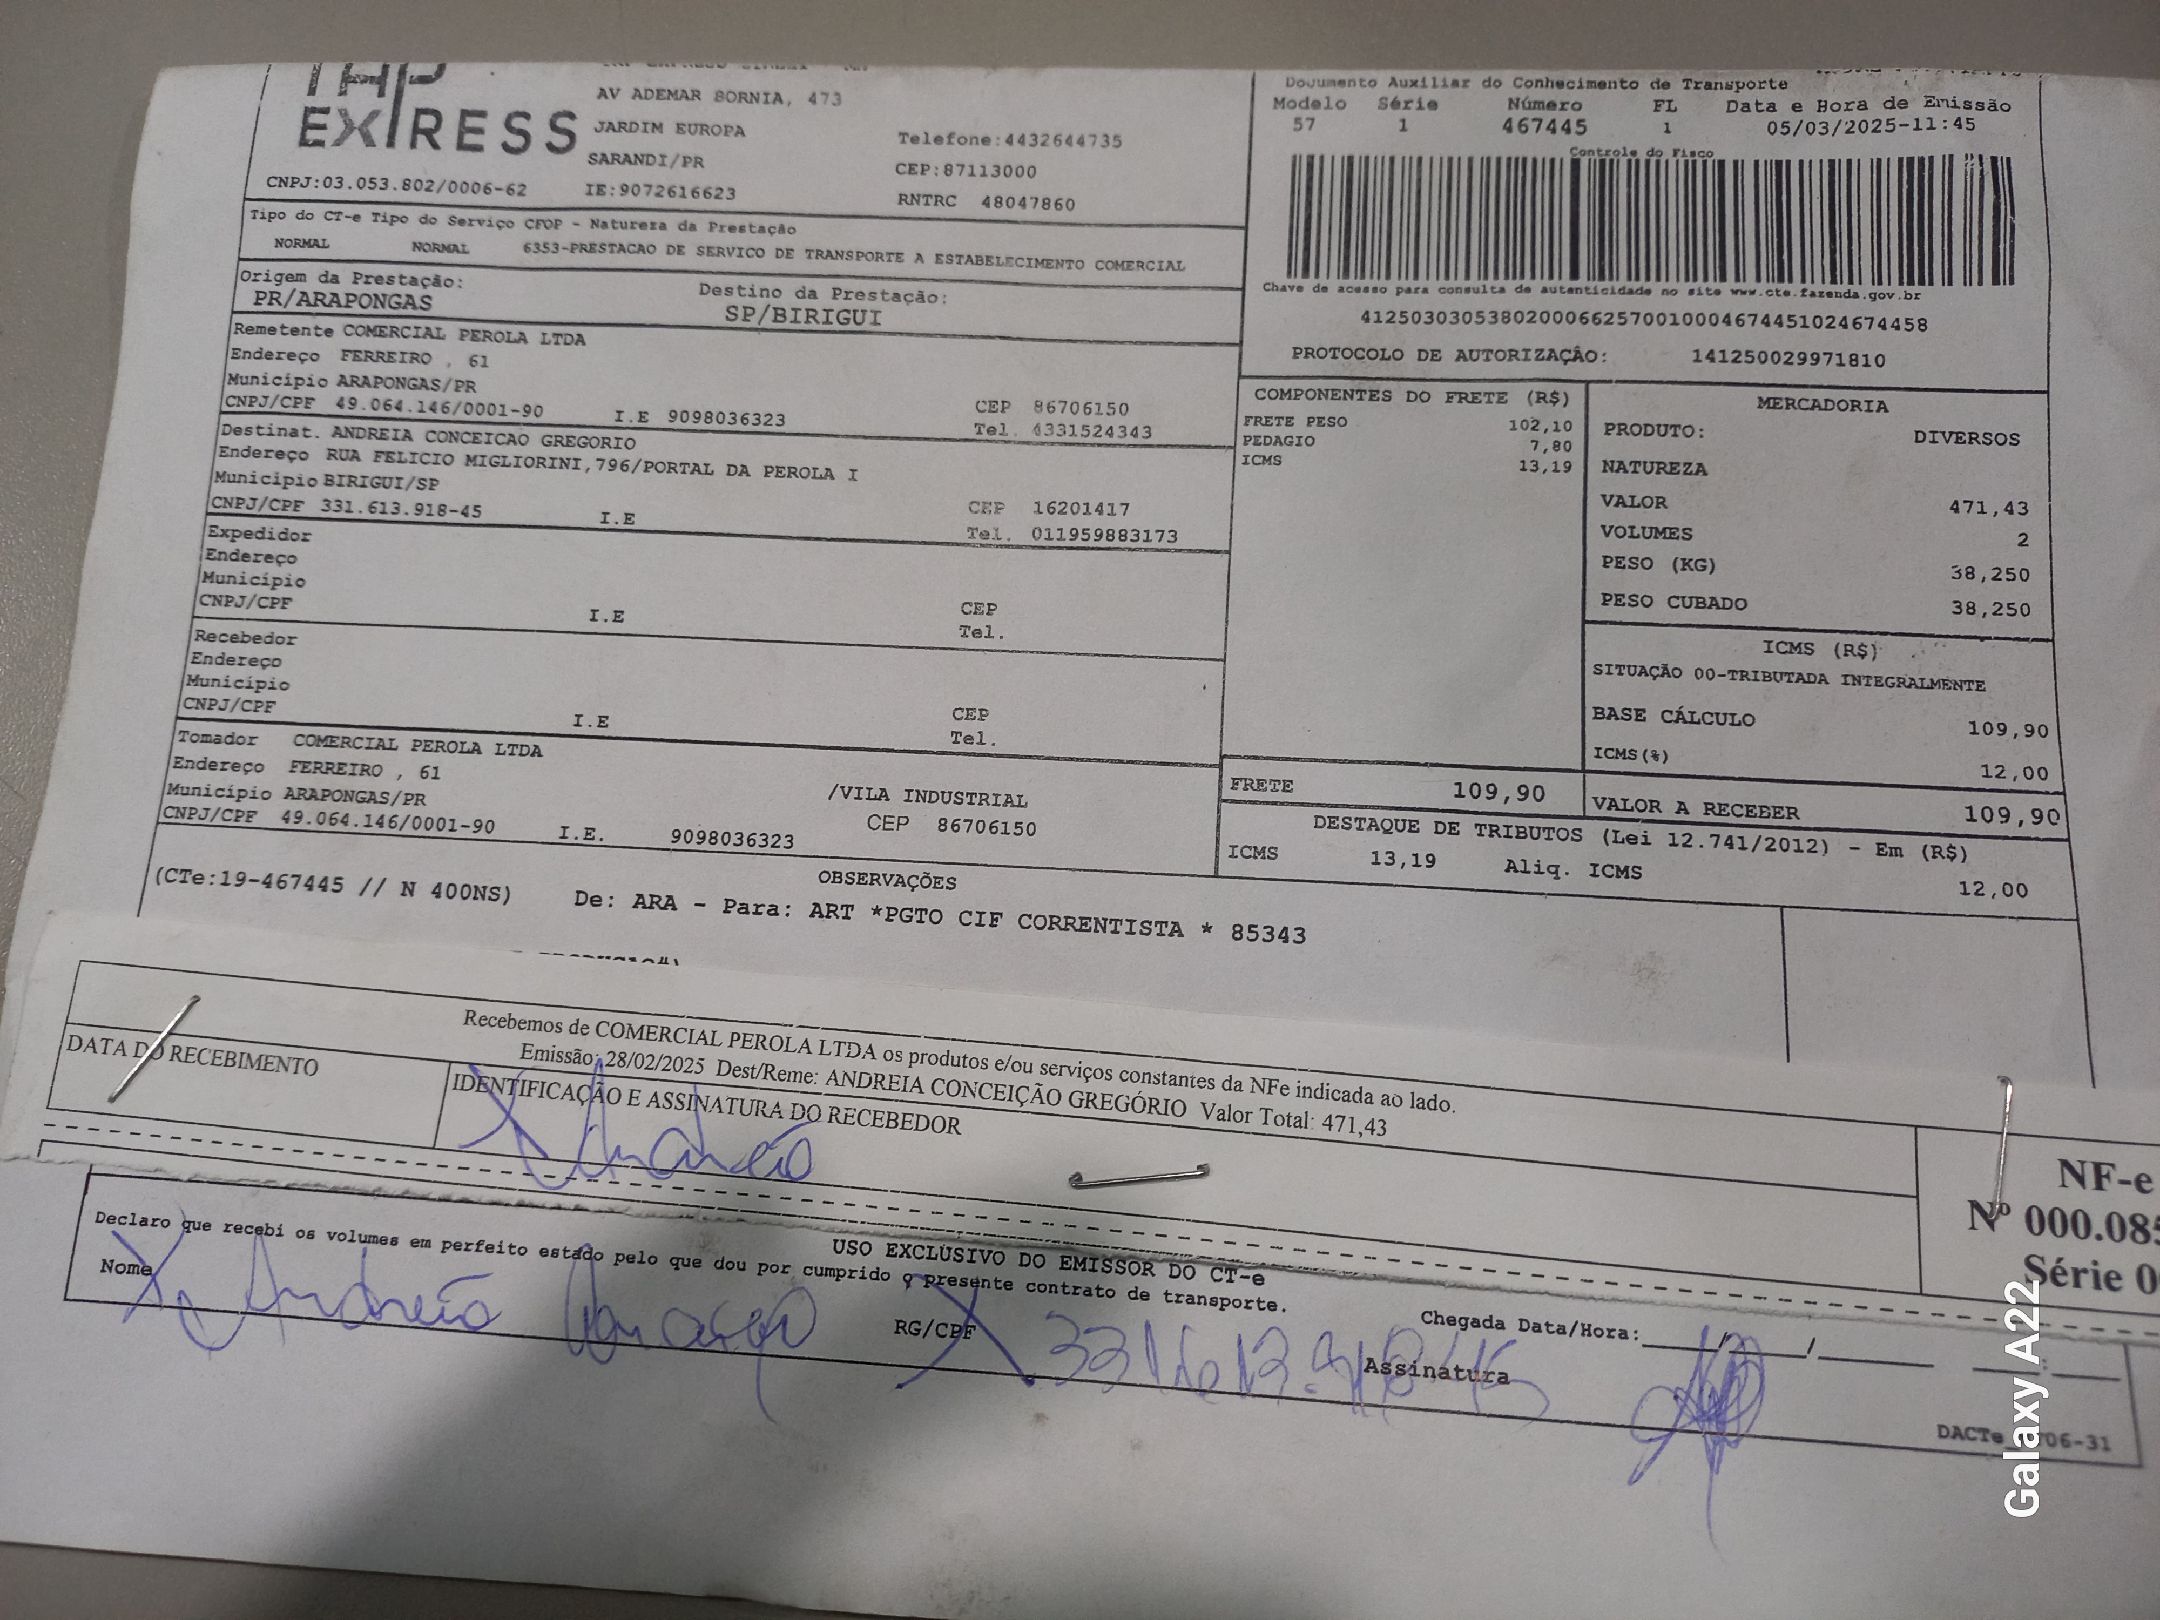 EXPRESS
AV ADEMAR BORNIA, 473
JARDIM EUROPA
Telefone:4432644735
SARANDI/PR
CEP:87113000
CNPJ:03.053.802/0006-62 IE:9072616623
RNTRC 48047860
Documento Auxiliar do Conhecimento de Transporte
Modelo Série Número FL Data e Hora de Emissão
57 1 467445 1 05/03/2025-11:45
Controle do Fisco
Chave de acesso para consulta de autenticidade no site www.cte.fazenda.gov.br
41250303053802000662570010004674451024674458
PROTOCOLO DE AUTORIZAÇÂO: 141250029971810
Tipo do CT-e Tipo do Serviço CFOP - Natureza da Prestação
NORMAL NORMAL 6353-PRESTACAO DE SERVICO DE TRANSPORTE A ESTABELECIMENTO COMERCIAL
Origem da Prestação: Destino da Prestação:
PR/ARAPONGAS SP/BIRIGUI
Remetente COMERCIAL PEROLA LTDA
Endereço FERREIRO , 61
Município ARAPONGAS/PR CEP 86706150
CNPJ/CPF 49.064.146/0001-90 I.E 9098036323 Tel. 4331524343
Destinat. ANDREIA CONCEICAO GREGORIO
Endereço RUA FELICIO MIGLIORINI,796/PORTAL DA PEROLA I
Município BIRIGUI/SP CEP 16201417
CNPJ/CPF 331.613.918-45 I.E Tel. 011959883173
Expedidor
Endereço
Município CEP
CNPJ/CPF I.E Tel.
Recebedor
Endereço
Município CEP
CNPJ/CPF I.E Tel.
Tomador COMERCIAL PEROLA LTDA
Endereço FERREIRO , 61 /VILA INDUSTRIAL
Município ARAPONGAS/PR CEP 86706150
CNPJ/CPF 49.064.146/0001-90 I.E. 9098036323
COMPONENTES DO FRETE (R$)
FRETE PESO 102,10
PEDAGIO 7,80
ICMS 13,19
MERCADORIA
PRODUTO: DIVERSOS
NATUREZA
VALOR 471,43
VOLUMES 2
PESO (KG) 38,250
PESO CUBADO 38,250
ICMS (R$)
SITUAÇÃO 00-TRIBUTADA INTEGRALMENTE
BASE CÁLCULO 109,90
ICMS(%) 12,00
FRETE 109,90 VALOR A RECEBER 109,90
DESTAQUE DE TRIBUTOS (Lei 12.741/2012) - Em (R$)
ICMS 13,19 Aliq. ICMS 12,00
OBSERVAÇÕES
(CTe:19-467445 // N 400NS) De: ARA - Para: ART *PGTO CIF CORRENTISTA * 85343
Recebemos de COMERCIAL PEROLA LTDA os produtos e/ou serviços constantes da NFe indicada ao lado.
Emissão: 28/02/2025 Dest/Reme: ANDREIA CONCEIÇÃO GREGÓRIO Valor Total: 471,43
DATA DO RECEBIMENTO IDENTIFICAÇÃO E ASSINATURA DO RECEBEDOR
Andréia
NF-e
Nº 000.085
Série 0
USO EXCLUSIVO DO EMISSOR DO CT-e
Declaro que recebi os volumes em perfeito estado pelo que dou por cumprido o presente contrato de transporte.
Nome Andréia RG/CPF Assinatura
Chegada Data/Hora:____/____/____ ___:___
DACTe 06-31
Galaxy A22